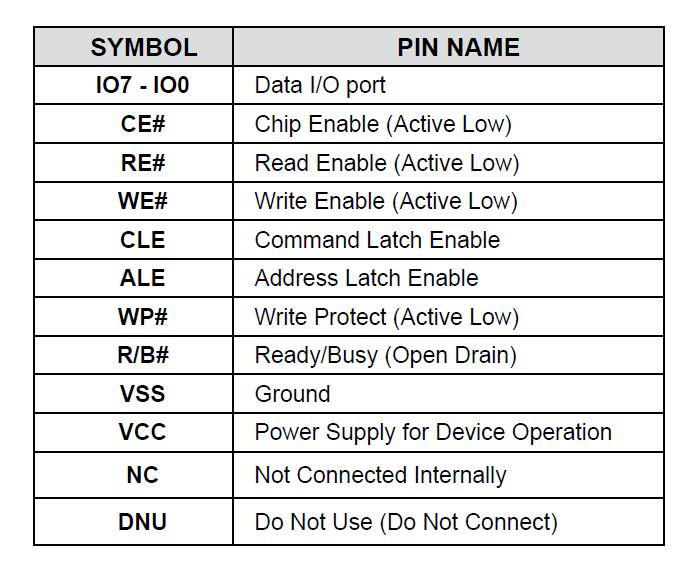 SYMBOL PIN NAME
IO7 - IO0 Data I/O port
CE# Chip Enable (Active Low)
RE# Read Enable (Active Low)
WE# Write Enable (Active Low)
CLE Command Latch Enable
ALE Address Latch Enable
WP# Write Protect (Active Low)
R/B# Ready/Busy (Open Drain)
VSS Ground
VCC Power Supply for Device Operation
NC Not Connected Internally
DNU Do Not Use (Do Not Connect)